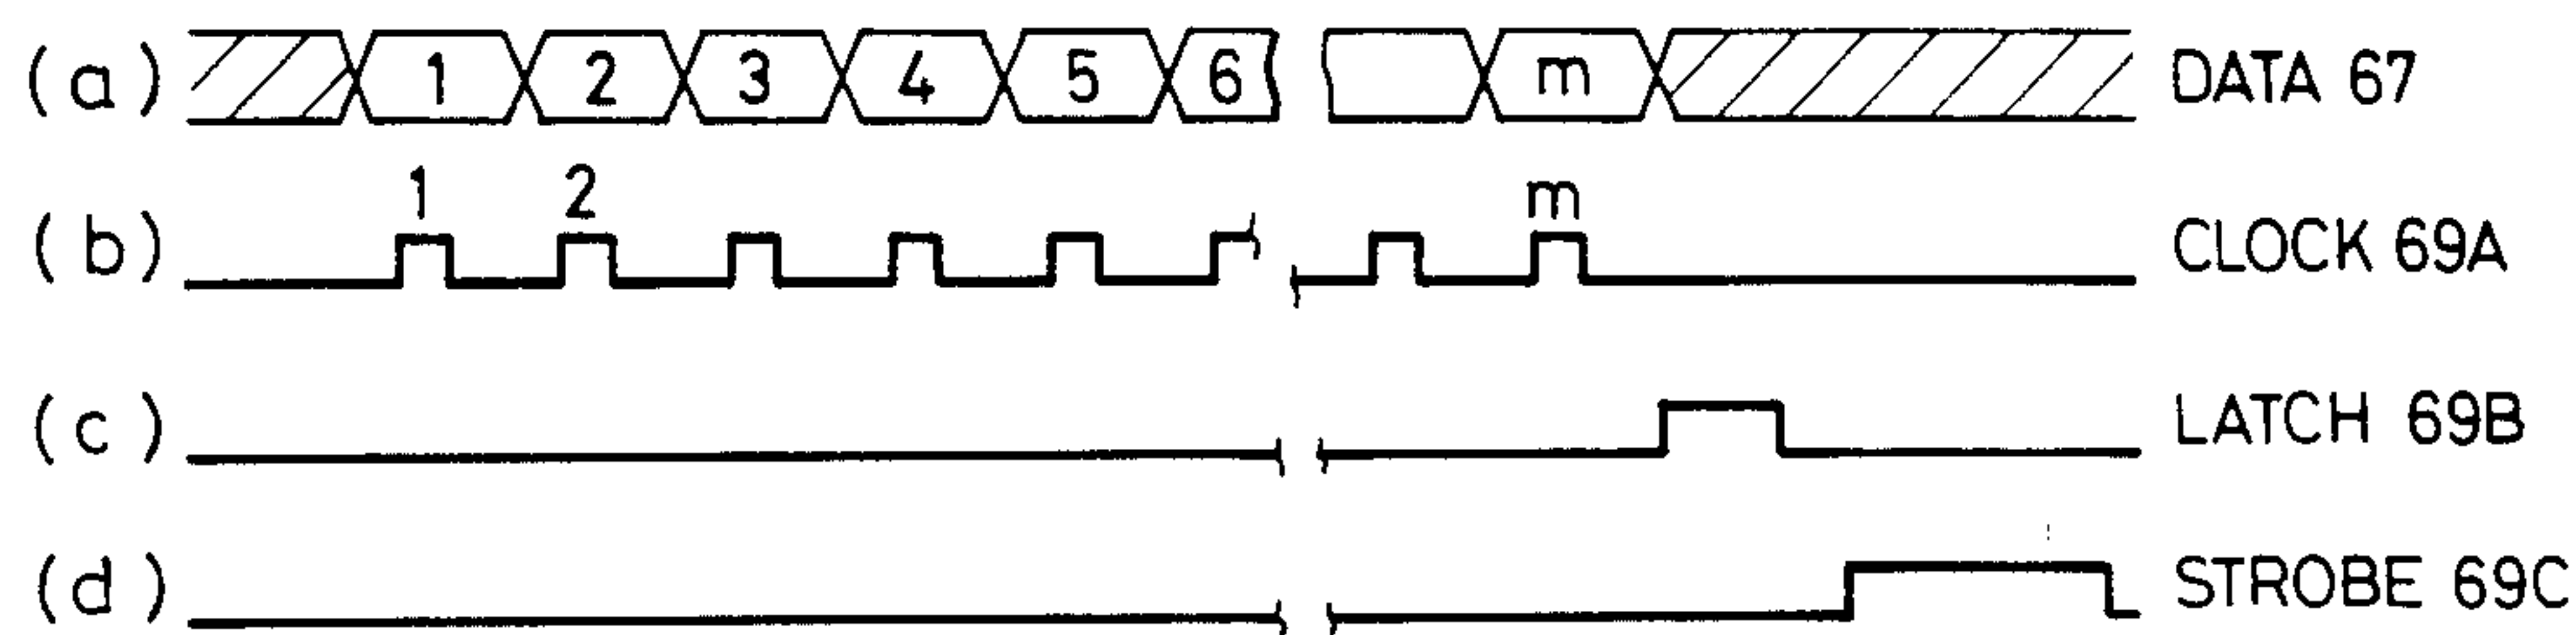 (a) 1 2 3 4 5 6 m DATA 67
1 2 m
(b) CLOCK 69A
(c) LATCH 69B
(d) STROBE 69C